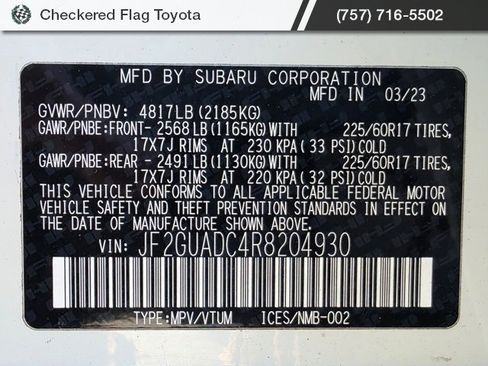 Checkered Flag Toyota (757) 716-5502
MFD BY SUBARU CORPORATION
MFD IN 03/23
GVWR/PNBV: 4817LB (2185KG)
GAWR/PNBE:FRONT- 2568 LB (1165KG) WITH 225/60R17 TIRES,
17X7J RIMS AT 230 KPA ( 33 PSI) COLD
GAWR/PNBE:REAR - 2491 LB (1130KG) WITH 225/60R17 TIRES,
17X7J RIMS AT 220 KPA ( 32 PSI) COLD
THIS VEHICLE CONFORMS TO ALL APPLICABLE FEDERAL MOTOR
VEHICLE SAFETY AND THEFT PREVENTION STANDARDS IN EFFECT
ON THE DATE OF MANUFACTURE SHOWN ABOVE.
VIN: JF2GUADC4R8204930
TYPE:MPV/VTUM ICES/NMB-002